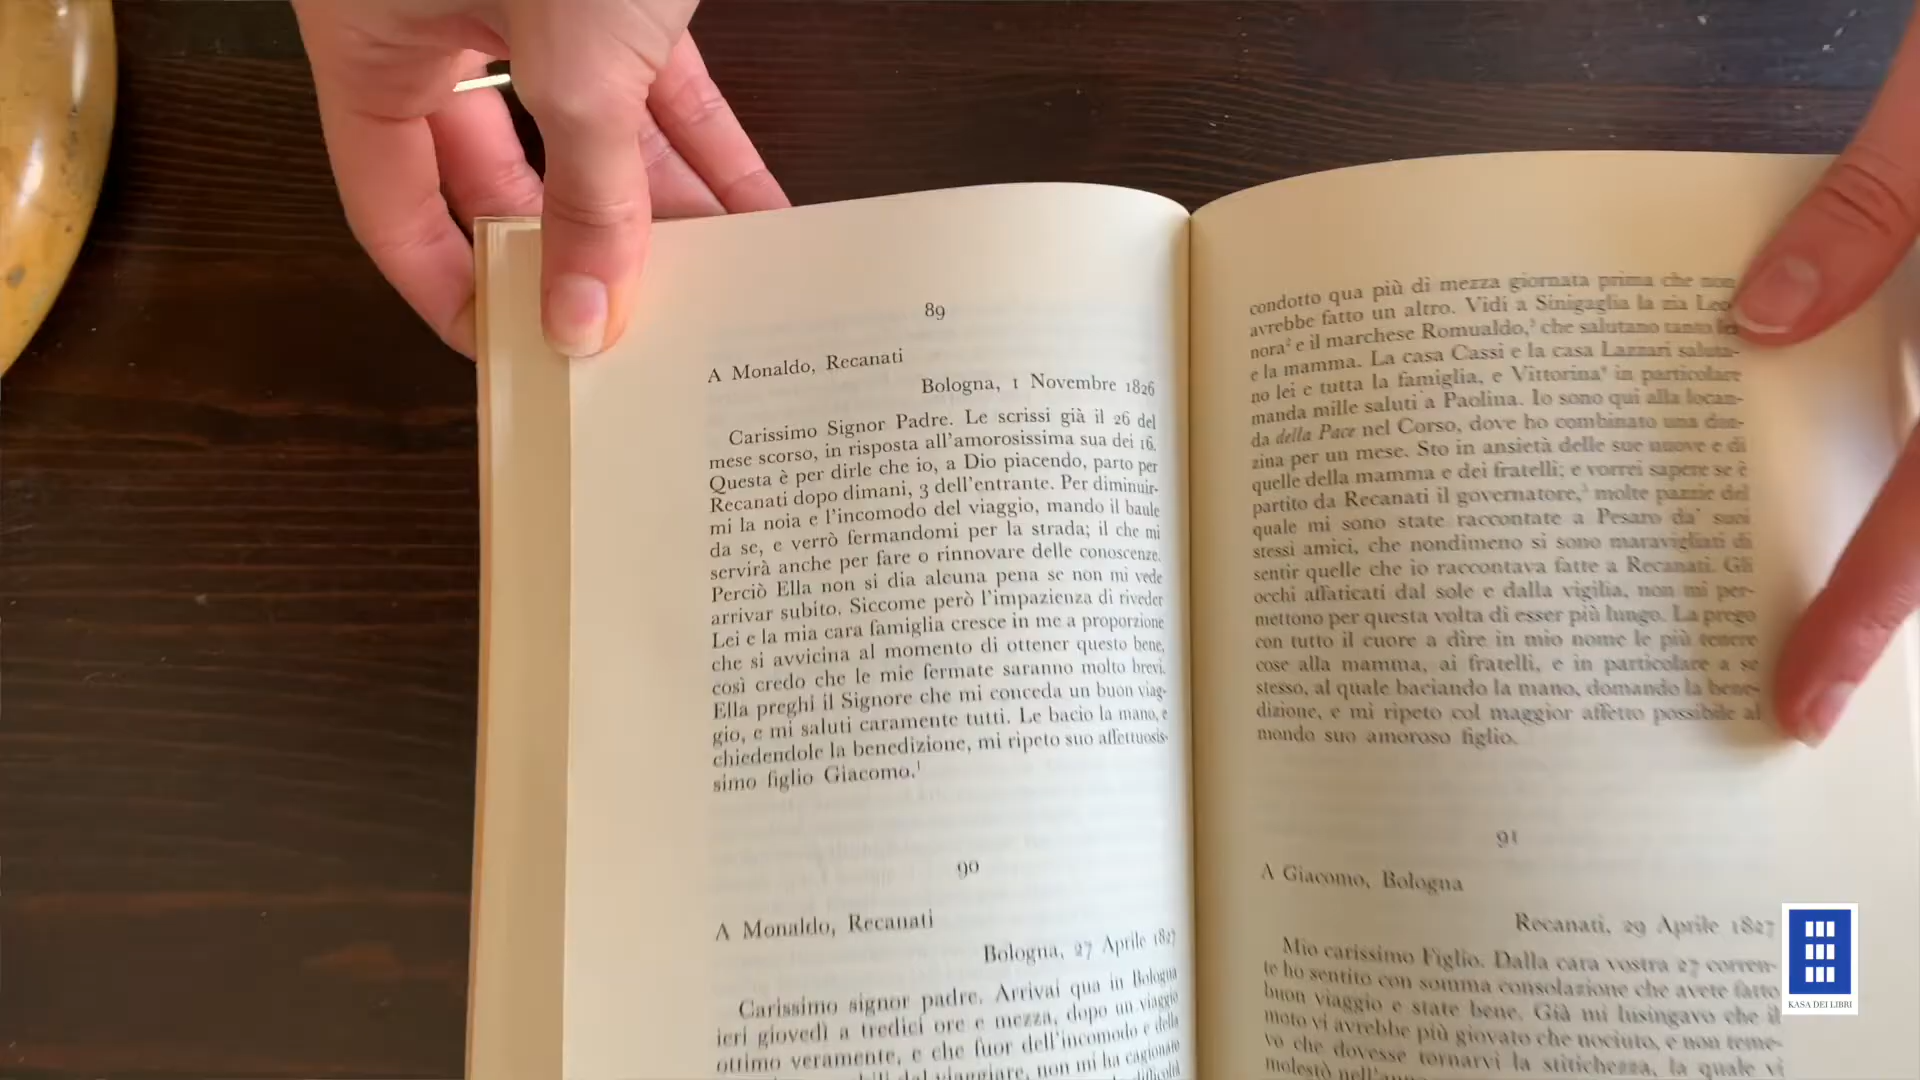 89
A Monaldo, Recanati
Bologna, 1 Novembre 1826
Carissimo Signor Padre. Le scrissi già il 26 del
mese scorso, in risposta all'amorosissima sua dei 16.
Questa è per dirle che io, a Dio piacendo, parto per
Recanati dopo dimani, 3 dell'entrante. Per diminuir-
mi la noia e l'incomodo del viaggio, mando il baule
da se, e verrò fermandomi per la strada; il che mi
servirà anche per fare o rinnovare delle conoscenze.
Perciò Ella non si dia alcuna pena se non mi vede
arrivar subito. Siccome però l'impazienza di riveder
Lei e la mia cara famiglia cresce in me a proporzione
che si avvicina al momento di ottener questo bene,
così credo che le mie fermate saranno molto brevi.
Ella preghi il Signore che mi conceda un buon viag-
gio, e mi saluti caramente tutti. Le bacio la mano, e
chiedendole la benedizione, mi ripeto suo affettuosis-
simo figlio Giacomo.¹
90
A Monaldo, Recanati
Bologna, 27 Aprile 1827
Carissimo signor padre. Arrivai qua in Bologna
ieri giovedì a tredici ore e mezza, dopo un viaggio
ottimo veramente, e che fuor dell'incomodo e della
viaggiare, non mi ha cagionato
condotto qua più di mezza giornata prima che non
avrebbe fatto un altro. Vidi a Sinigaglia la zia Leo-
nora² e il marchese Romualdo,³ che salutano tanto lei
e la mamma. La casa Cassi e la casa Lazzari saluta-
no lei e tutta la famiglia, e Vittorina⁴ in particolare
manda mille saluti a Paolina. Io sono qui alla locan-
da della Pace nel Corso, dove ho combinato una don-
zina per un mese. Sto in ansietà delle sue nuove e di
quelle della mamma e dei fratelli; e vorrei sapere se è
partito da Recanati il governatore,⁵ molte pazzie del
quale mi sono state raccontate a Pesaro da' suoi
stessi amici, che nondimeno si sono maravigliati di
sentir quelle che io raccontava fatte a Recanati. Gli
occhi affaticati dal sole e dalla vigilia, non mi per-
mettono per questa volta di esser più lungo. La prego
con tutto il cuore a dire in mio nome le più tenere
cose alla mamma, ai fratelli, e in particolare a se
stesso, al quale baciando la mano, domando la bene-
dizione, e mi ripeto col maggior affetto possibile al
mondo suo amoroso figlio.
91
A Giacomo, Bologna
Recanati, 29 Aprile 1827
Mio carissimo Figlio. Dalla cara vostra 27 corren-
te ho sentito con somma consolazione che avete fatto
buon viaggio e state bene. Già mi lusingavo che il
moto vi avrebbe più giovato che nociuto, e non teme-
vo che dovesse tornarvi la stitichezza, la quale vi
molestò
KASA DEI LIBRI